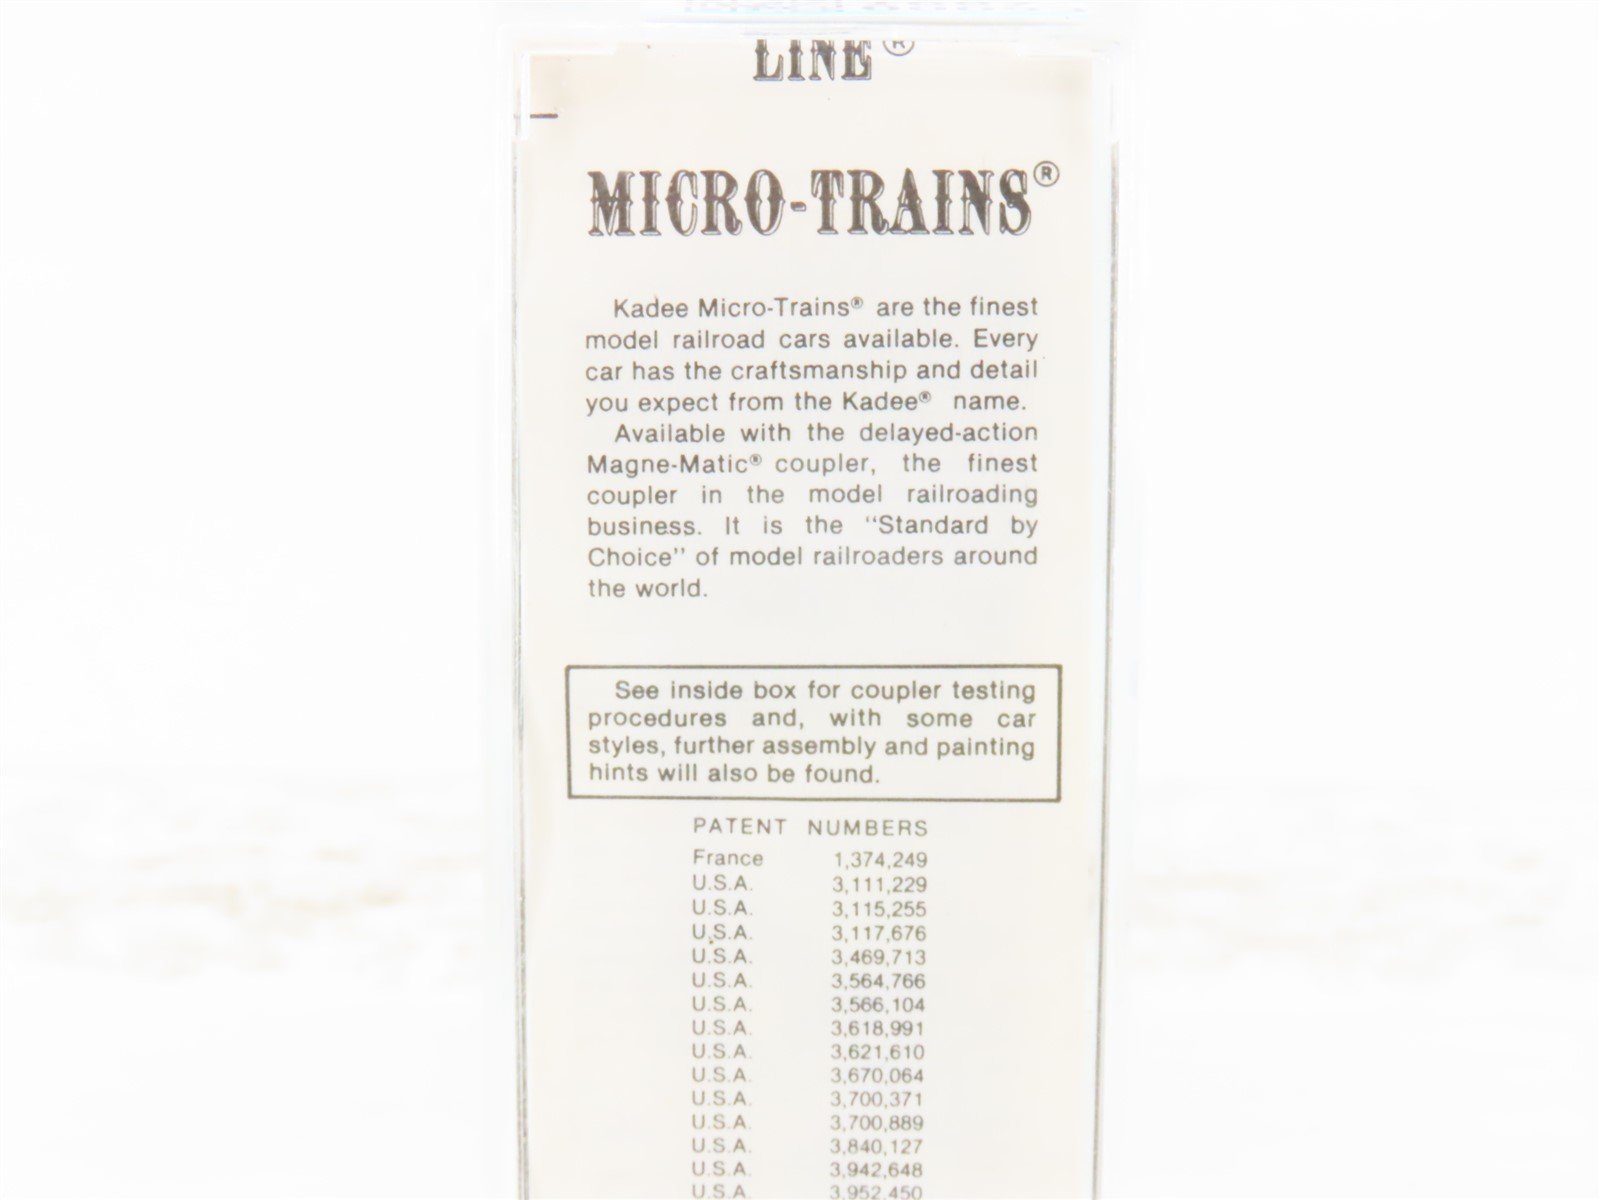 LINE®
MICRO-TRAINS®
Kadee Micro-Trains® are the finest
model railroad cars available. Every
car has the craftsmanship and detail
you expect from the Kadee® name.
Available with the delayed-action
Magne-Matic® coupler, the finest
coupler in the model railroading
business. It is the "Standard by
Choice" of model railroaders around
the world.
See inside box for coupler testing
procedures and, with some car
styles, further assembly and painting
hints will also be found.
PATENT NUMBERS
France 1,374,249
U.S.A. 3,111,229
U.S.A. 3,115,255
U.S.A. 3,117,676
U.S.A. 3,469,713
U.S.A. 3,564,766
U.S.A. 3,566,104
U.S.A. 3,618,991
U.S.A. 3,621,610
U.S.A. 3,670,064
U.S.A. 3,700,371
U.S.A. 3,700,889
U.S.A. 3,840,127
U.S.A. 3,942,648
U.S.A. 3,952,450